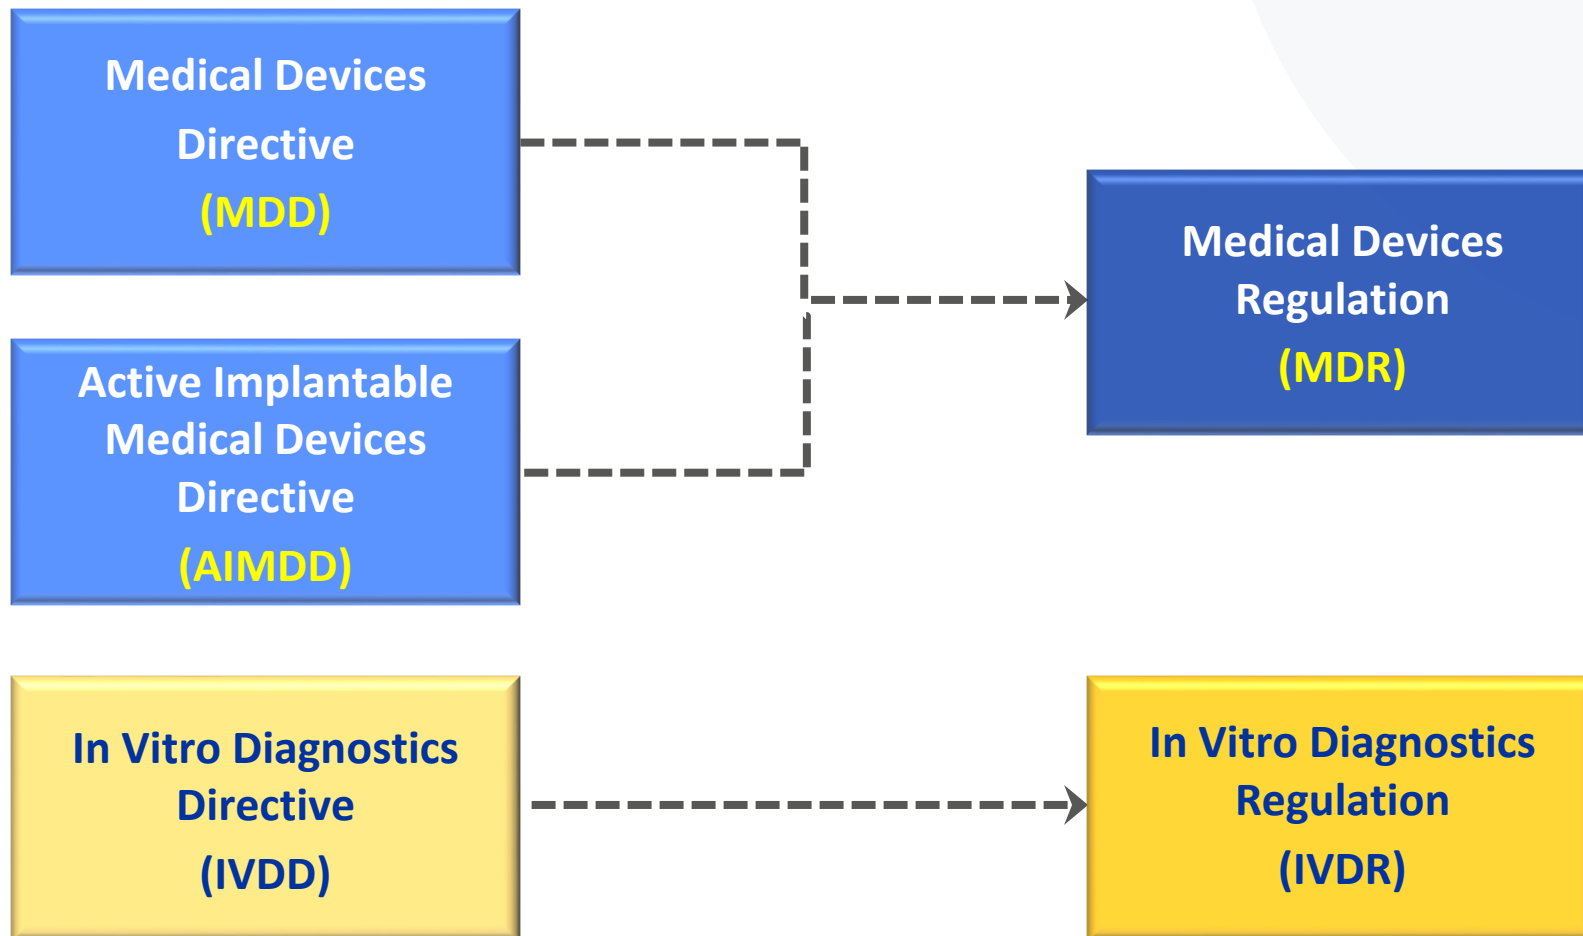 Medical Devices
Directive
(MDD)
Active Implantable
Medical Devices
Directive
(AIMDD)
In Vitro Diagnostics
Directive
(IVDD)
Medical Devices
Regulation
(MDR)
In Vitro Diagnostics
Regulation
(IVDR)